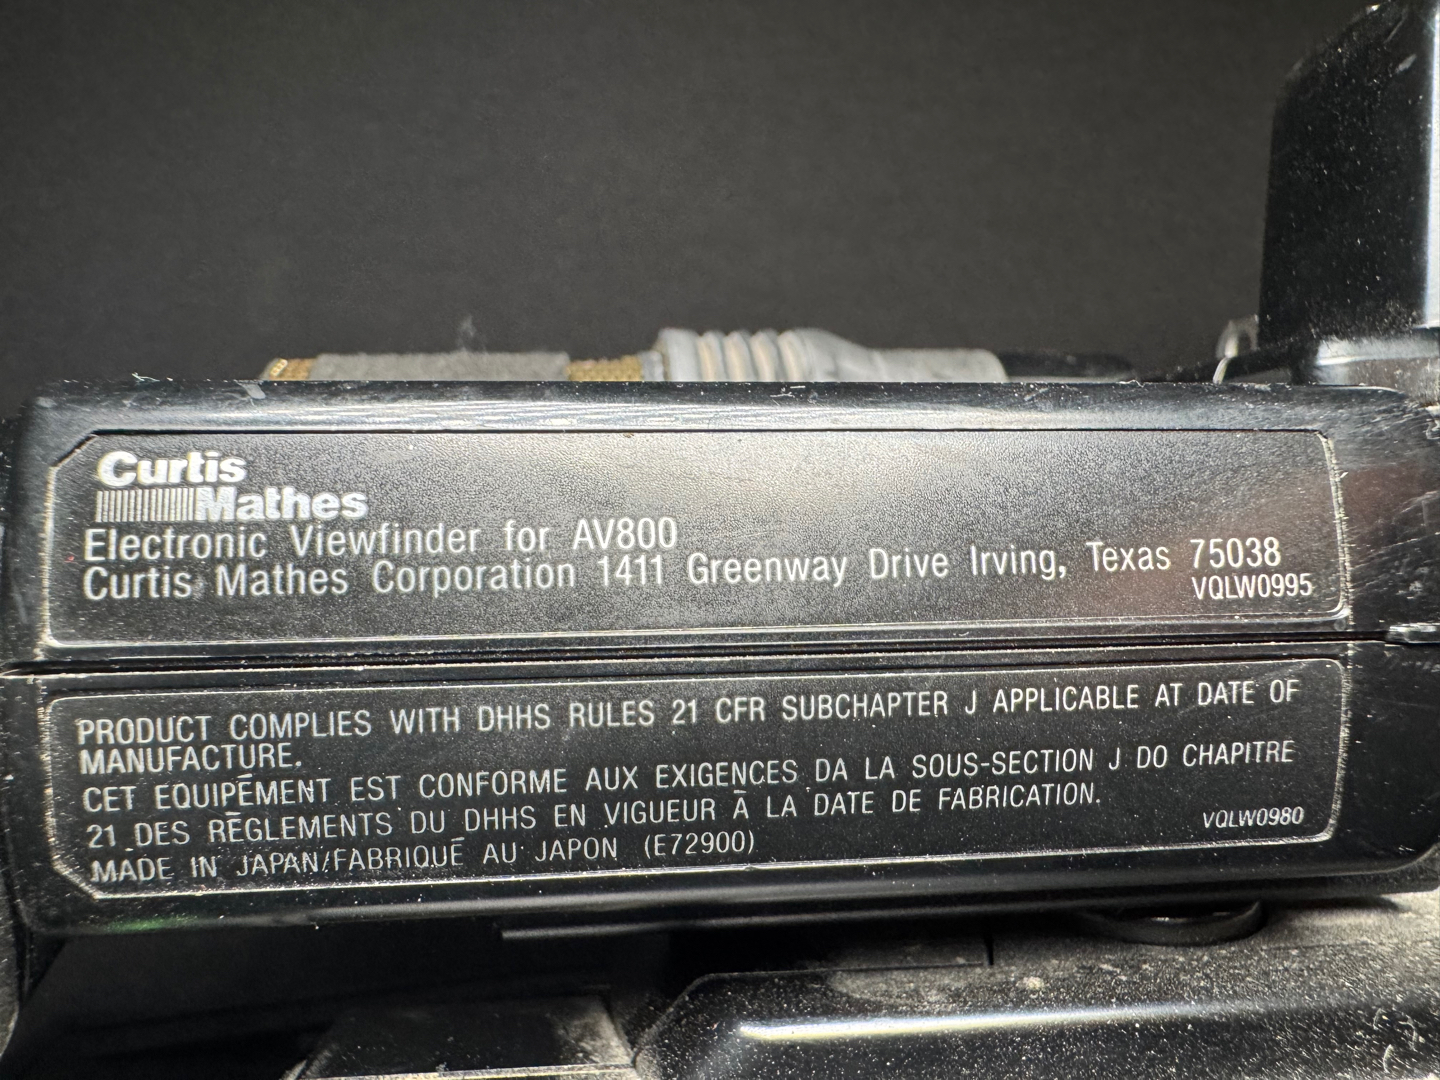 Curtis
Mathes
Electronic Viewfinder for AV800
Curtis Mathes Corporation 1411 Greenway Drive Irving, Texas 75038
VQLW0995
PRODUCT COMPLIES WITH DHHS RULES 21 CFR SUBCHAPTER J APPLICABLE AT DATE OF
MANUFACTURE.
CET EQUIPÉMENT EST CONFORME AUX EXIGENCES DA LA SOUS-SECTION J DO CHAPITRE
21 DES RÈGLEMENTS DU DHHS EN VIGUEUR À LA DATE DE FABRICATION.
MADE IN JAPAN/FABRIQUÉ AU JAPON (E72900)
VQLW0980